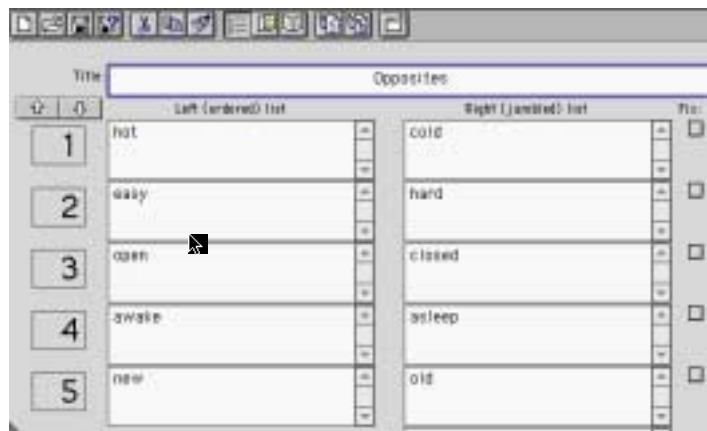 Title Opposites
Left (ordered) list Right (jumbled) list Fix:
1 hot cold
2 easy hard
3 open closed
4 awake asleep
5 new old